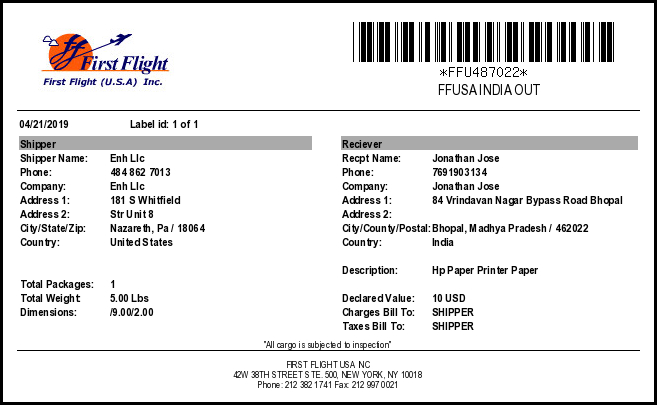 First Flight
First Flight (U.S.A) Inc.
*FFU487022*
FFUSA INDIA OUT
04/21/2019 Label id: 1 of 1
Shipper
Shipper Name: Enh Llc
Phone: 484 862 7013
Company: Enh Llc
Address 1: 181 S Whitfield
Address 2: Str Unit 8
City/State/Zip: Nazareth, Pa / 18064
Country: United States
Total Packages: 1
Total Weight: 5.00 Lbs
Dimensions: /9.00/2.00
Reciever
Recpt Name: Jonathan Jose
Phone: 7691903134
Company: Jonathan Jose
Address 1: 84 Vrindavan Nagar Bypass Road Bhopal
Address 2:
City/County/Postal: Bhopal, Madhya Pradesh / 462022
Country: India
Description: Hp Paper Printer Paper
Declared Value: 10 USD
Charges Bill To: SHIPPER
Taxes Bill To: SHIPPER
"All cargo is subjected to inspection"
FIRST FLIGHT USA INC
42W 38TH STREET STE. 500, NEW YORK, NY 10018
Phone: 212 382 1741 Fax: 212 997 0021